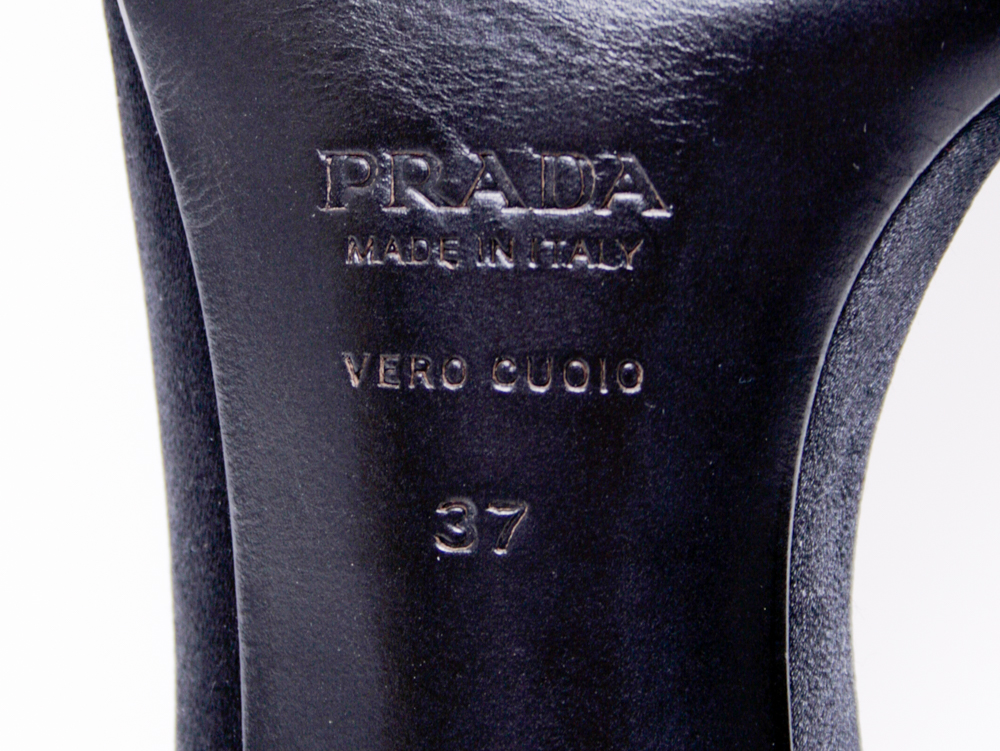 PRADA
MADE IN ITALY
VERO CUOIO
37